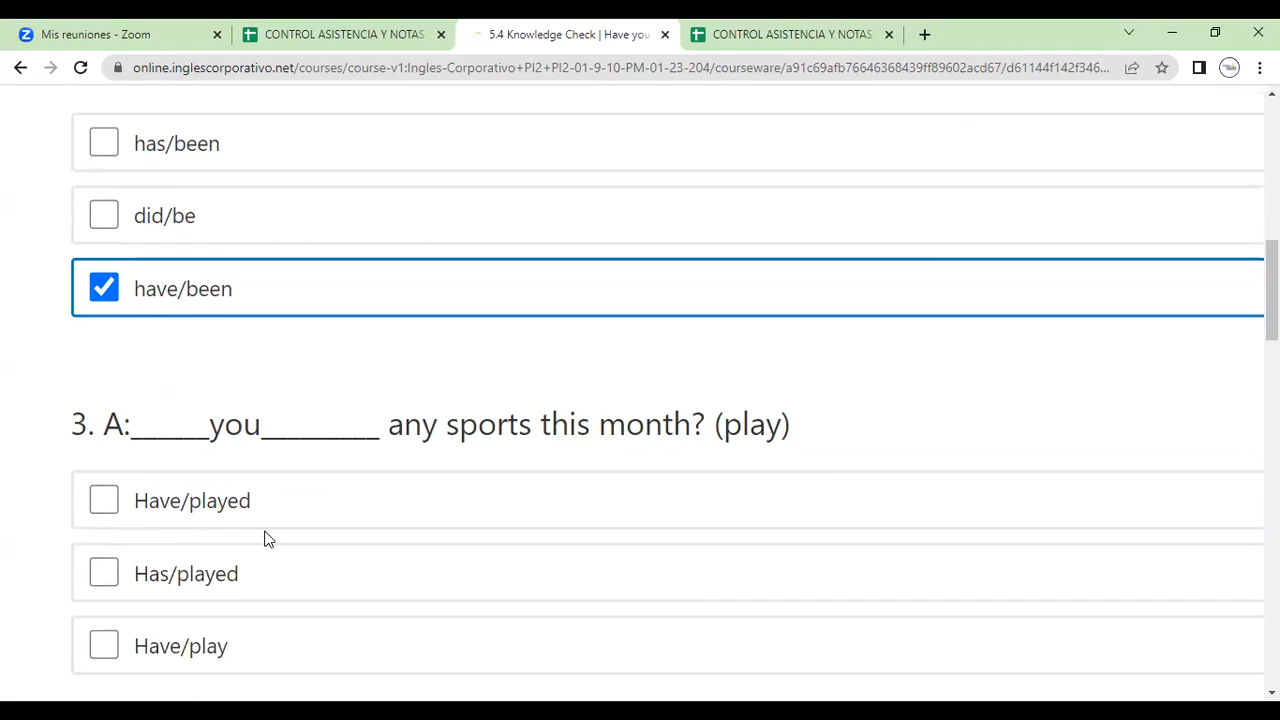 Mis reuniones - Zoom
CONTROL ASISTENCIA Y NOTAS
5.4 Knowledge Check | Have you
CONTROL ASISTENCIA Y NOTAS
online.inglescorporativo.net/courses/course-v1:Ingles-Corporativo+PI2+PI2-01-9-10-PM-01-23-204/courseware/a91c69afb76646368439ff89602acd67/d61144f142f346...
has/been
did/be
have/been
3. A:______you_________ any sports this month? (play)
Have/played
Has/played
Have/play